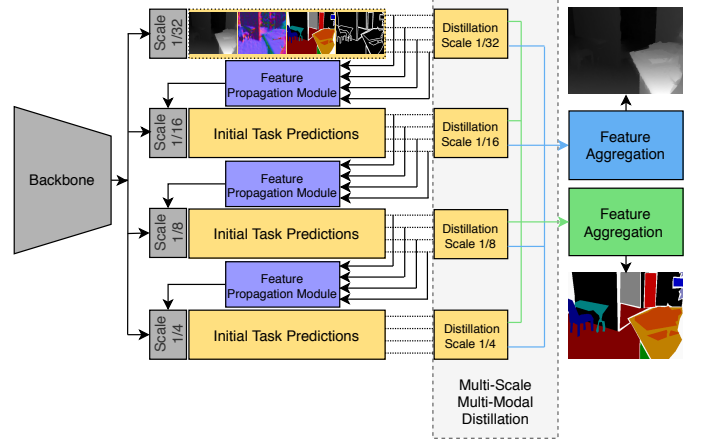 Scale
1/32
Distillation
Scale 1/32
Feature
Propagation Module
Scale
1/16
Initial Task Predictions
Distillation
Scale 1/16
Feature
Aggregation
Backbone
Feature
Propagation Module
Scale
1/8
Initial Task Predictions
Distillation
Scale 1/8
Feature
Aggregation
Feature
Propagation Module
Scale
1/4
Initial Task Predictions
Distillation
Scale 1/4
Multi-Scale
Multi-Modal
Distillation